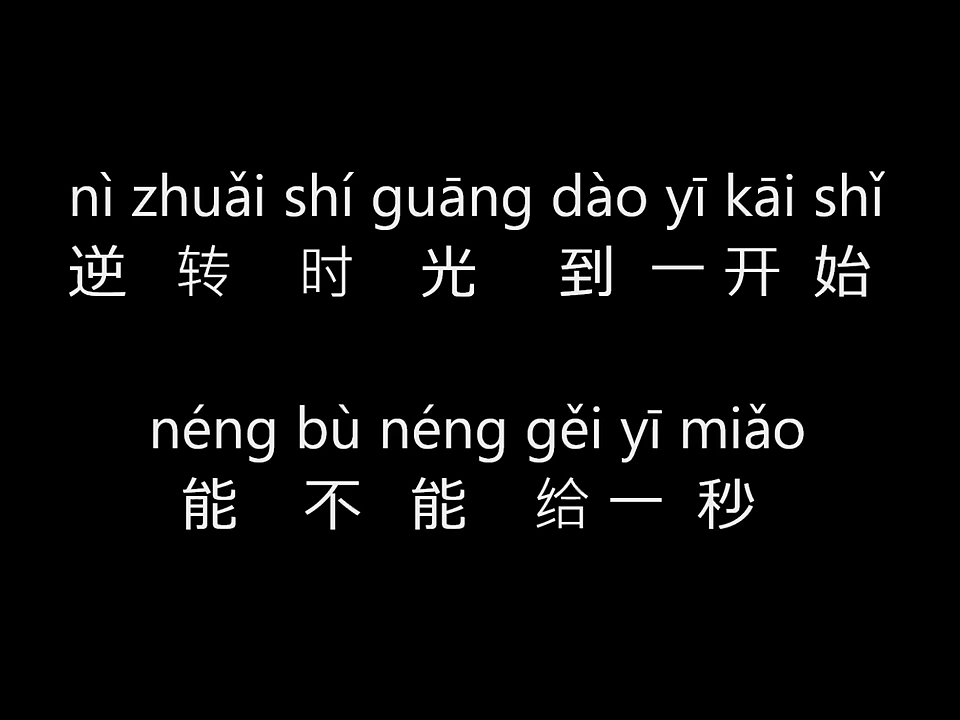 nì zhuǎi shí guāng dào yī kāi shǐ
逆 转 时 光 到 一 开 始
néng bù néng gěi yī miǎo
能 不 能 给 一 秒